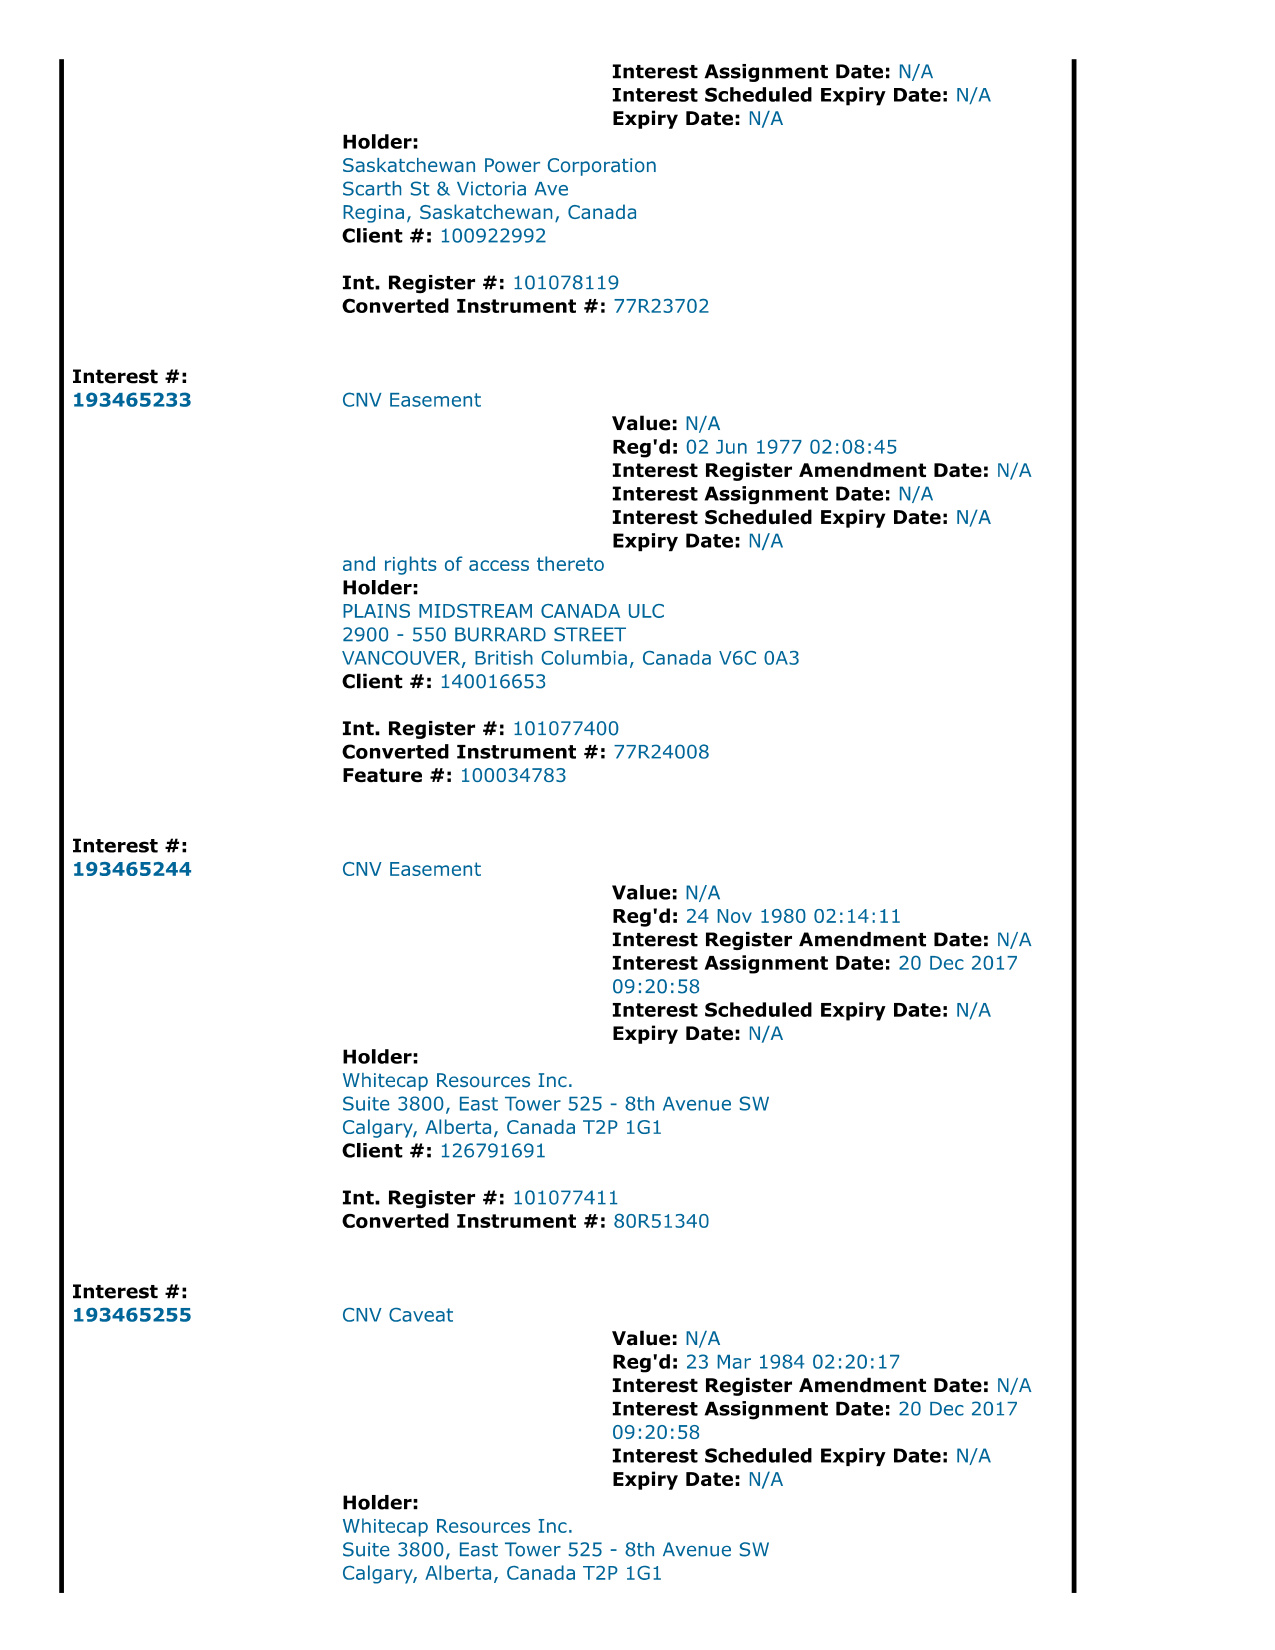 Interest Assignment Date: N/A
Interest Scheduled Expiry Date: N/A
Expiry Date: N/A
Holder:
Saskatchewan Power Corporation
Scarth St & Victoria Ave
Regina, Saskatchewan, Canada
Client #: 100922992
Int. Register #: 101078119
Converted Instrument #: 77R23702
Interest #:
193465233 CNV Easement
Value: N/A
Reg'd: 02 Jun 1977 02:08:45
Interest Register Amendment Date: N/A
Interest Assignment Date: N/A
Interest Scheduled Expiry Date: N/A
Expiry Date: N/A
and rights of access thereto
Holder:
PLAINS MIDSTREAM CANADA ULC
2900 - 550 BURRARD STREET
VANCOUVER, British Columbia, Canada V6C 0A3
Client #: 140016653
Int. Register #: 101077400
Converted Instrument #: 77R24008
Feature #: 100034783
Interest #:
193465244 CNV Easement
Value: N/A
Reg'd: 24 Nov 1980 02:14:11
Interest Register Amendment Date: N/A
Interest Assignment Date: 20 Dec 2017
09:20:58
Interest Scheduled Expiry Date: N/A
Expiry Date: N/A
Holder:
Whitecap Resources Inc.
Suite 3800, East Tower 525 - 8th Avenue SW
Calgary, Alberta, Canada T2P 1G1
Client #: 126791691
Int. Register #: 101077411
Converted Instrument #: 80R51340
Interest #:
193465255 CNV Caveat
Value: N/A
Reg'd: 23 Mar 1984 02:20:17
Interest Register Amendment Date: N/A
Interest Assignment Date: 20 Dec 2017
09:20:58
Interest Scheduled Expiry Date: N/A
Expiry Date: N/A
Holder:
Whitecap Resources Inc.
Suite 3800, East Tower 525 - 8th Avenue SW
Calgary, Alberta, Canada T2P 1G1